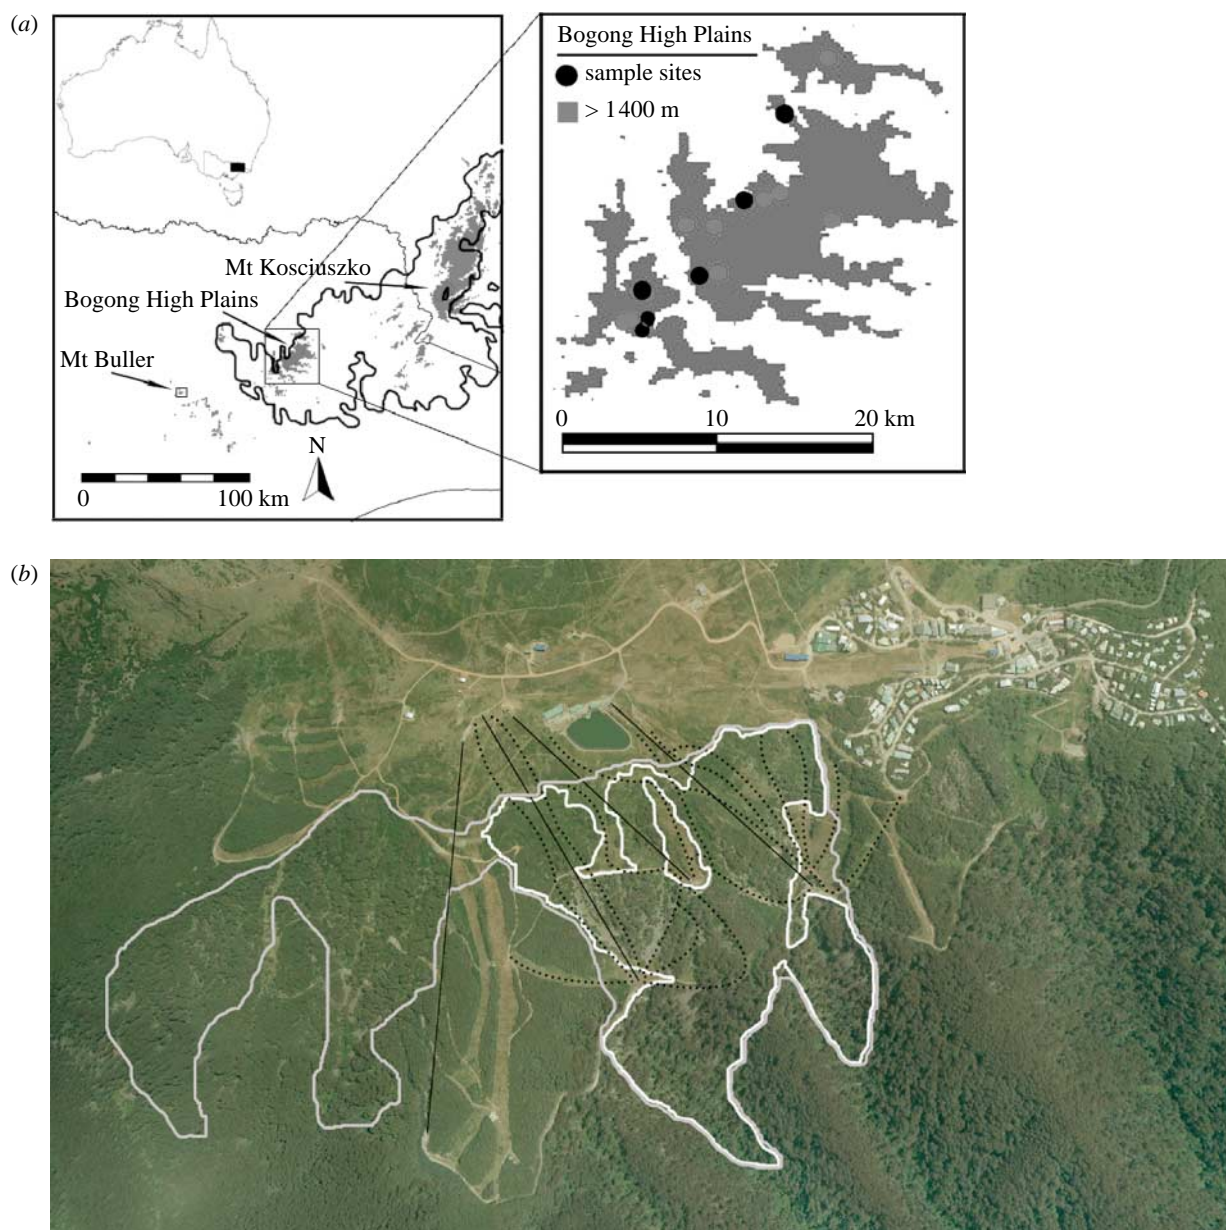 (a)
Bogong High Plains
sample sites
> 1400 m
Mt Kosciuszko
Bogong High Plains
Mt Buller
N
0 100 km
0 10 20 km
(b)